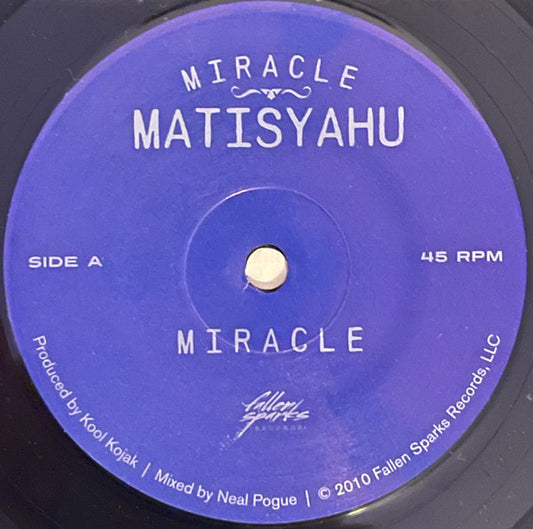 MIRACLE
MATISYAHU
SIDE A
45 RPM
MIRACLE
fallen
sparks
RECORDS
Produced by Kool Kojak | Mixed by Neal Pogue | © 2010 Fallen Sparks Records, LLC